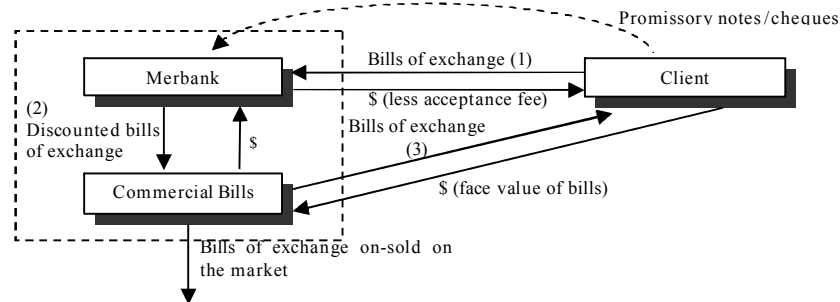 Promissory notes/cheques
Bills of exchange (1)
Merbank
Client
$ (less acceptance fee)
(2)
Discounted bills
of exchange
$
Bills of exchange
(3)
Commercial Bills
$ (face value of bills)
Bills of exchange on-sold on
the market